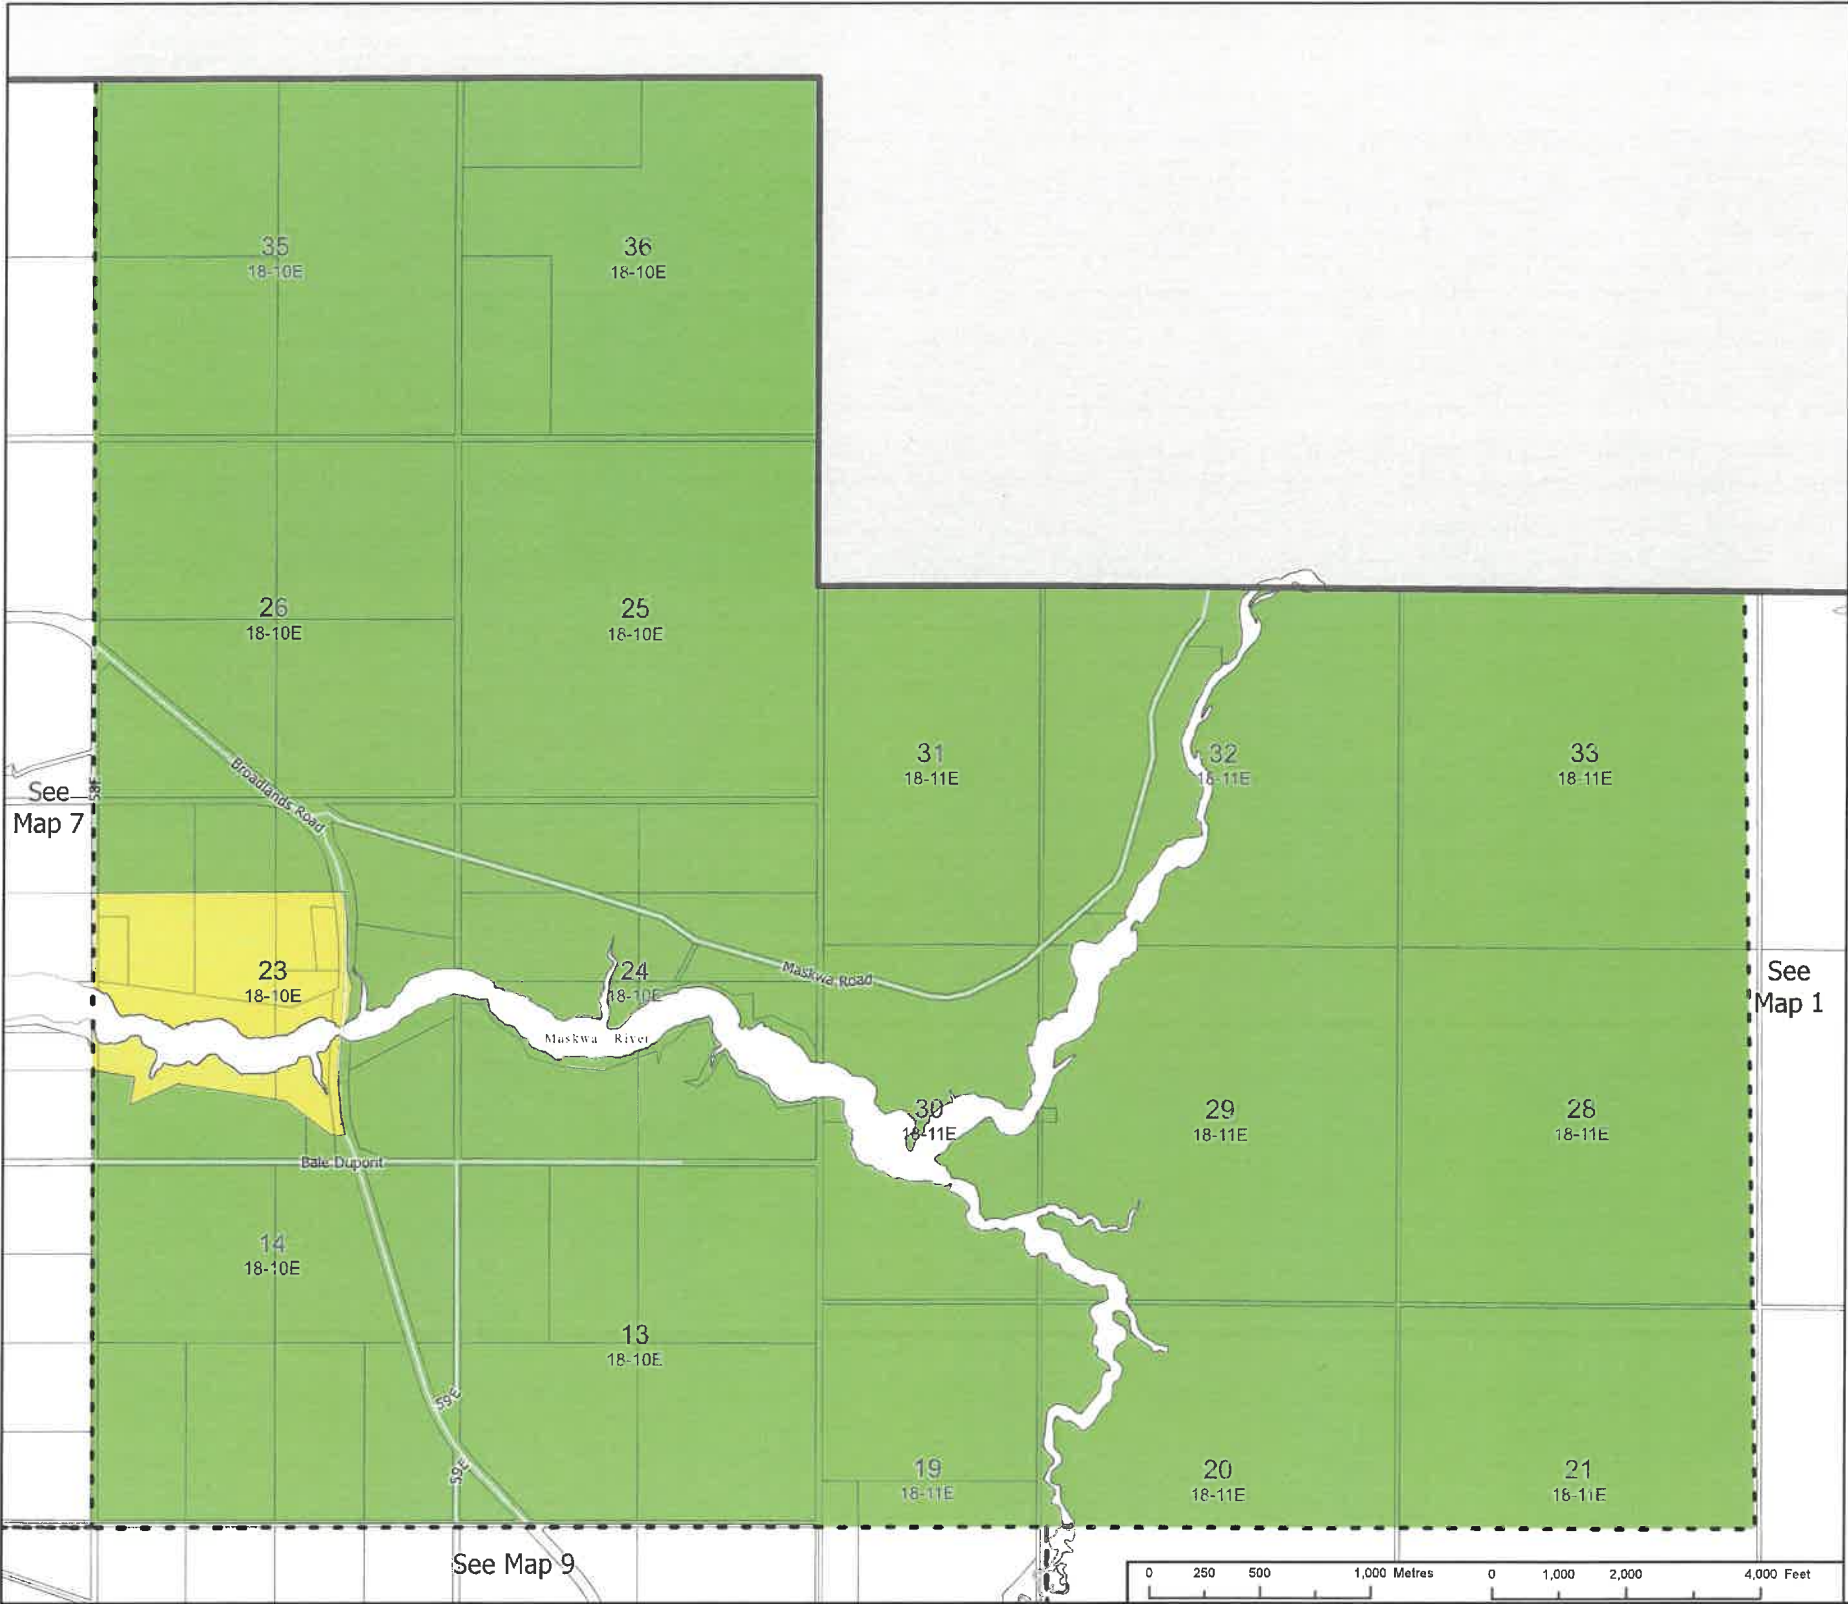 35
18-10E
36
18-10E
26
18-10E
25
18-10E
31
18-11E
32
18-11E
33
18-11E
See
Map 7
58E
Broadlands Road
23
18-10E
24
18-10E
Maskwa Road
See
Map 1
Maskwa River
30
18-11E
29
18-11E
28
18-11E
Baie Dupont
14
18-10E
13
18-10E
59E
59E
19
18-11E
20
18-11E
21
18-11E
See Map 9
0 250 500 1,000 Metres
0 1,000 2,000 4,000 Feet